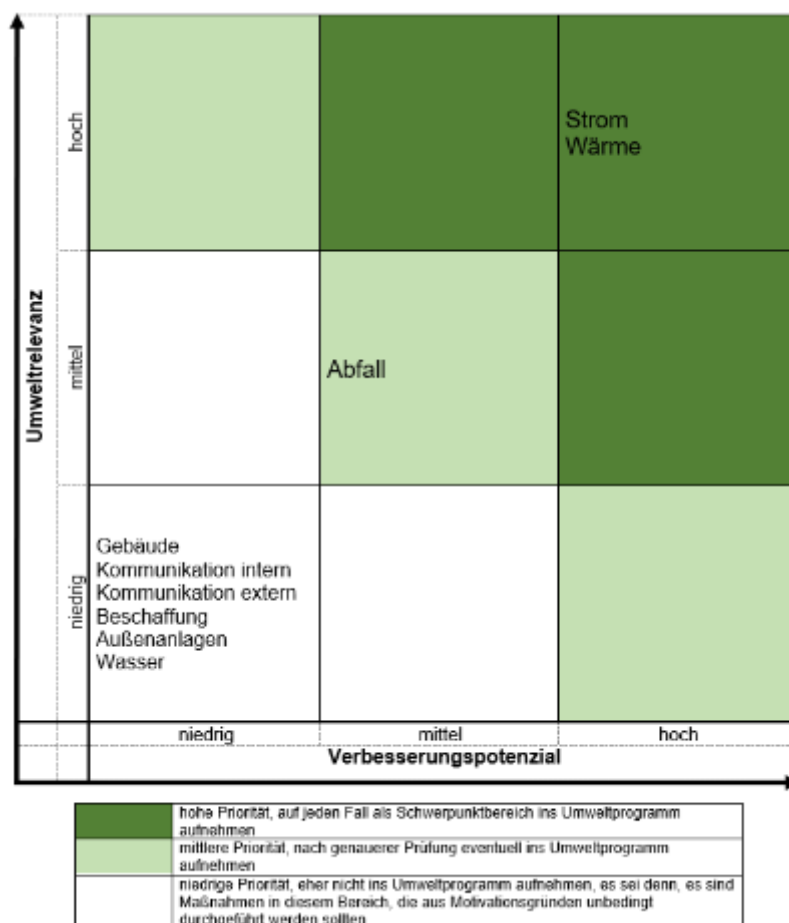 Umweltrelevanz
hoch
Strom
Wärme
mittel
Abfall
niedrig
Gebäude
Kommunikation intern
Kommunikation extern
Beschaffung
Außenanlagen
Wasser
niedrig mittel hoch
Verbesserungspotenzial
hohe Priorität, auf jeden Fall als Schwerpunktbereich ins Umweltprogramm
aufnehmen
mittlere Priorität, nach genauerer Prüfung eventuell ins Umweltprogramm
aufnehmen
niedrige Priorität, eher nicht ins Umweltprogramm aufnehmen, es sei denn, es sind
Maßnahmen in diesem Bereich, die aus Motivationsgründen unbedingt
durchgeführt werden sollten